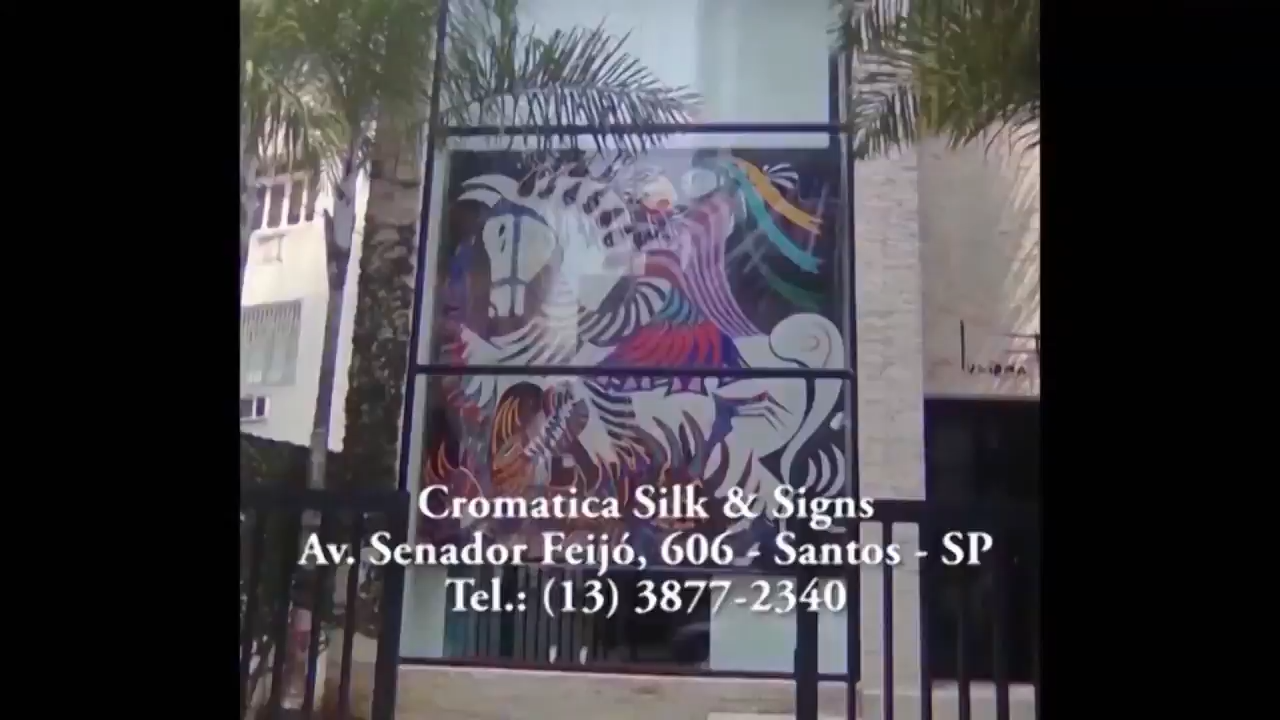 Cromatica Silk & Signs
Av. Senador Feijó, 606 - Santos - SP
Tel.: (13) 3877-2340